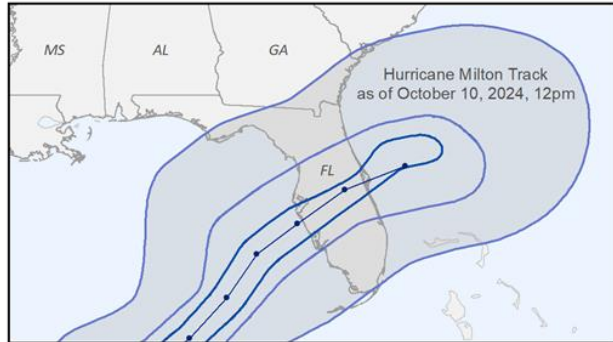 MS
AL
GA
Hurricane Milton Track
as of October 10, 2024, 12pm
FL